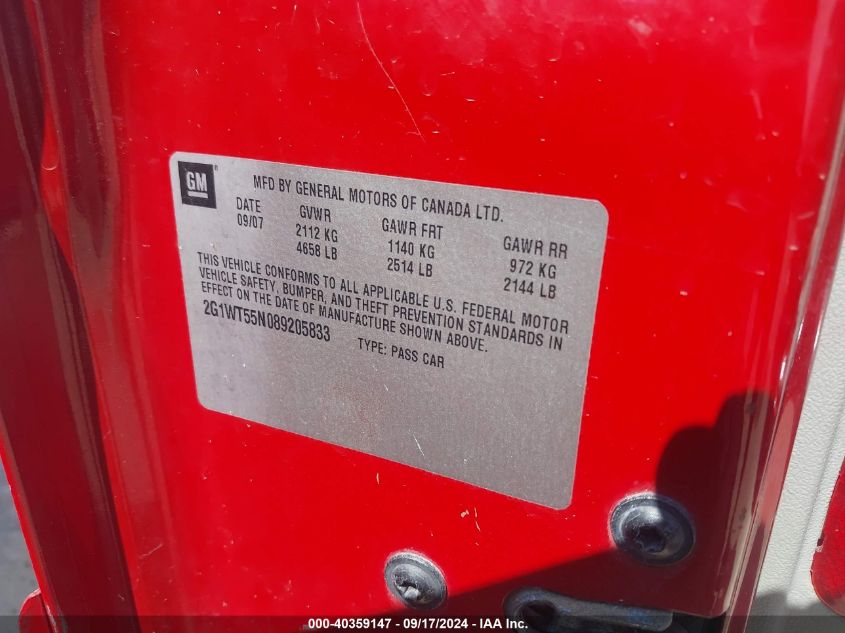 GM
MFD BY GENERAL MOTORS OF CANADA LTD.
DATE GVWR GAWR FRT GAWR RR
09/07 2112 KG 1140 KG 972 KG
4658 LB 2514 LB 2144 LB
THIS VEHICLE CONFORMS TO ALL APPLICABLE U.S. FEDERAL MOTOR
VEHICLE SAFETY, BUMPER, AND THEFT PREVENTION STANDARDS IN
EFFECT ON THE DATE OF MANUFACTURE SHOWN ABOVE.
2G1WT55N089205833 TYPE: PASS CAR
000-40359147 - 09/17/2024 - IAA Inc.